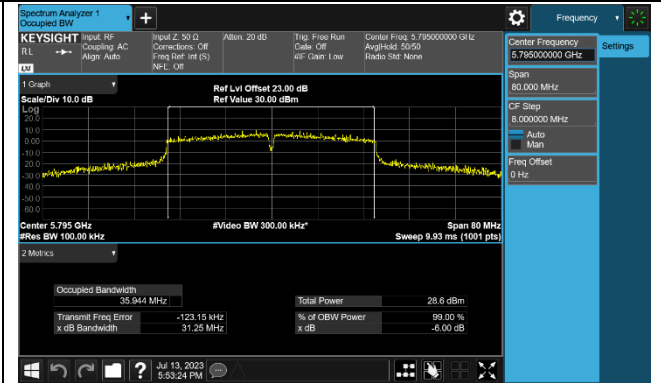 Spectrum Analyzer 1
Occupied BW
Frequency
KEYSIGHT
RL
LXI
Input: RF
Coupling: AC
Align: Auto
Input Z: 50 Ω
Corrections: Off
Freq Ref: Int (S)
NFE: Off
Atten: 20 dB
Trig: Free Run
Gate: Off
#IF Gain: Low
Center Freq: 5.795000000 GHz
Avg|Hold: 50/50
Radio Std: None
Center Frequency
5.795000000 GHz
Settings
Span
80.000 MHz
CF Step
8.000000 MHz
Auto
Man
Freq Offset
0 Hz
1 Graph
Scale/Div 10.0 dB
Ref Lvl Offset 23.00 dB
Ref Value 30.00 dBm
Log
20.0
10.0
0.00
-10.0
-20.0
-30.0
-40.0
-50.0
-60.0
Center 5.795 GHz
#Video BW 300.00 kHz*
Span 80 MHz
#Res BW 100.00 kHz
Sweep 9.93 ms (1001 pts)
2 Metrics
Occupied Bandwidth
35.944 MHz
Total Power 28.6 dBm
Transmit Freq Error -123.15 kHz
% of OBW Power 99.00 %
x dB Bandwidth 31.25 MHz
x dB -6.00 dB
?
Jul 13, 2023
5:53:24 PM